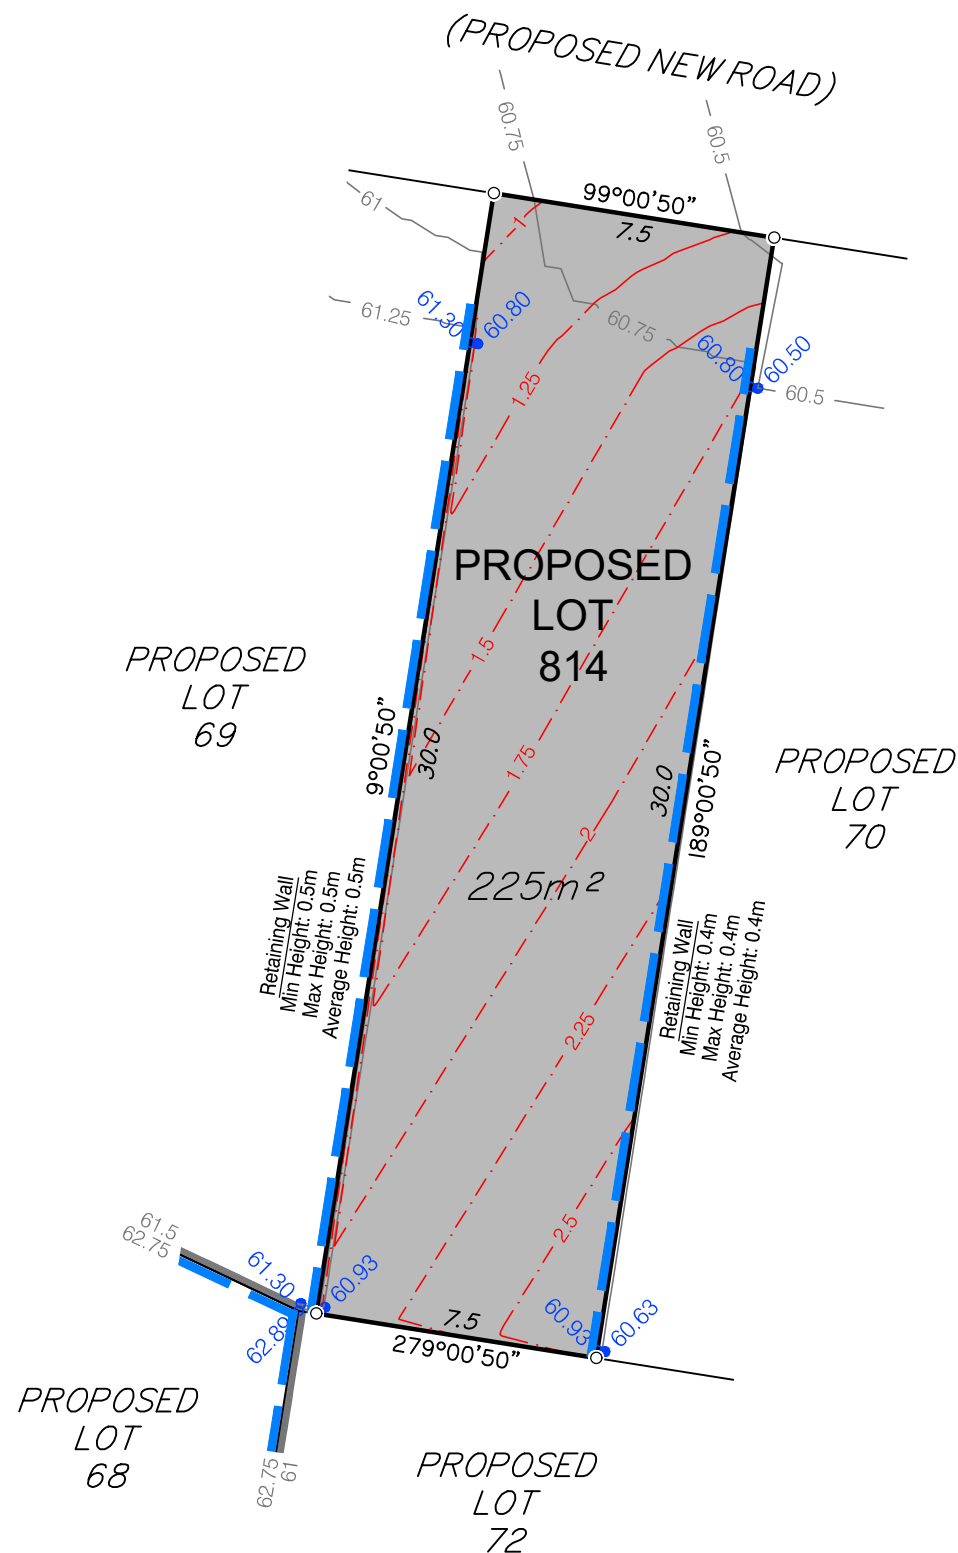 (PROPOSED NEW ROAD)
60.75
60.5
61
99°00'50"
7.5
1
61.25
61.30
60.80
60.75
60.80
60.50
60.5
1.25
PROPOSED
LOT
814
PROPOSED
LOT
69
1.5
9°00'50"
30.0
1.75
30.0
189°00'50"
PROPOSED
LOT
70
2
225m²
Retaining Wall
Min Height: 0.5m
Max Height: 0.5m
Average Height: 0.5m
Retaining Wall
Min Height: 0.4m
Max Height: 0.4m
Average Height: 0.4m
2.25
2.5
61.5
62.75
61.30
60.93
62.89
7.5
279°00'50"
60.93
60.63
PROPOSED
LOT
68
62.75
61
PROPOSED
LOT
72